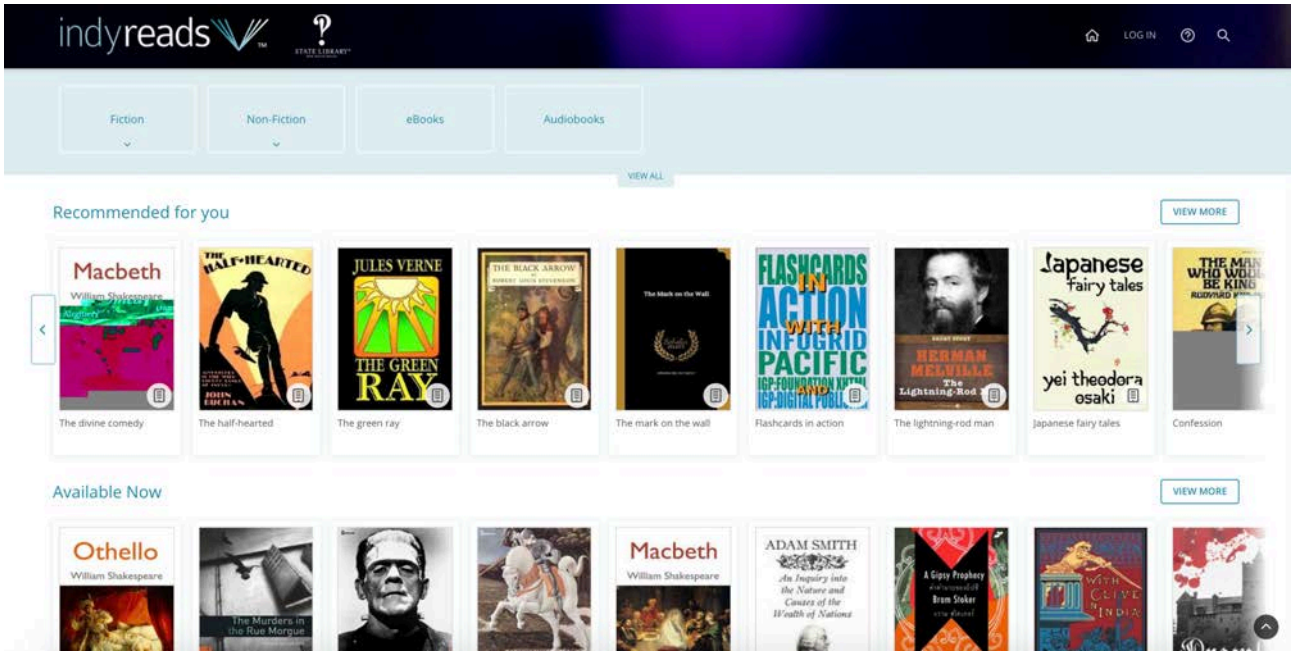 indyreads™
STATE LIBRARY®
LOG IN
Fiction
Non-Fiction
eBooks
Audiobooks
VIEW ALL
Recommended for you
VIEW MORE
Macbeth
William Shakespeare
THE
HALF-HEARTED
JOHN
BUCHAN
JULES VERNE
THE GREEN
RAY
THE BLACK ARROW
BY
ROBERT LOUIS STEVENSON
The Mark on the Wall
FLASHCARDS
IN
ACTION
WITH
INFOGRID
PACIFIC
IGP:FOUNDATION XHTML
AND
SHORT STORY
HERMAN
MELVILLE
The
Lightning-Rod
Japanese
fairy tales
yei theodora
osaki
THE MAN
WHO WOUL
BE KING
RUDYARD
The divine comedy
The half-hearted
The green ray
The black arrow
The mark on the wall
Flashcards in action
The lightning-rod man
Japanese fairy tales
Confession
Available Now
VIEW MORE
Othello
William Shakespeare
The Murders in
the Rue Morgue
Macbeth
William Shakespeare
ADAM SMITH
An Inquiry into
the Nature and
Causes of the
Wealth of Nations
A Gipsy Prophecy
Bram Stoker
WITH
CLIVE
IN INDIA